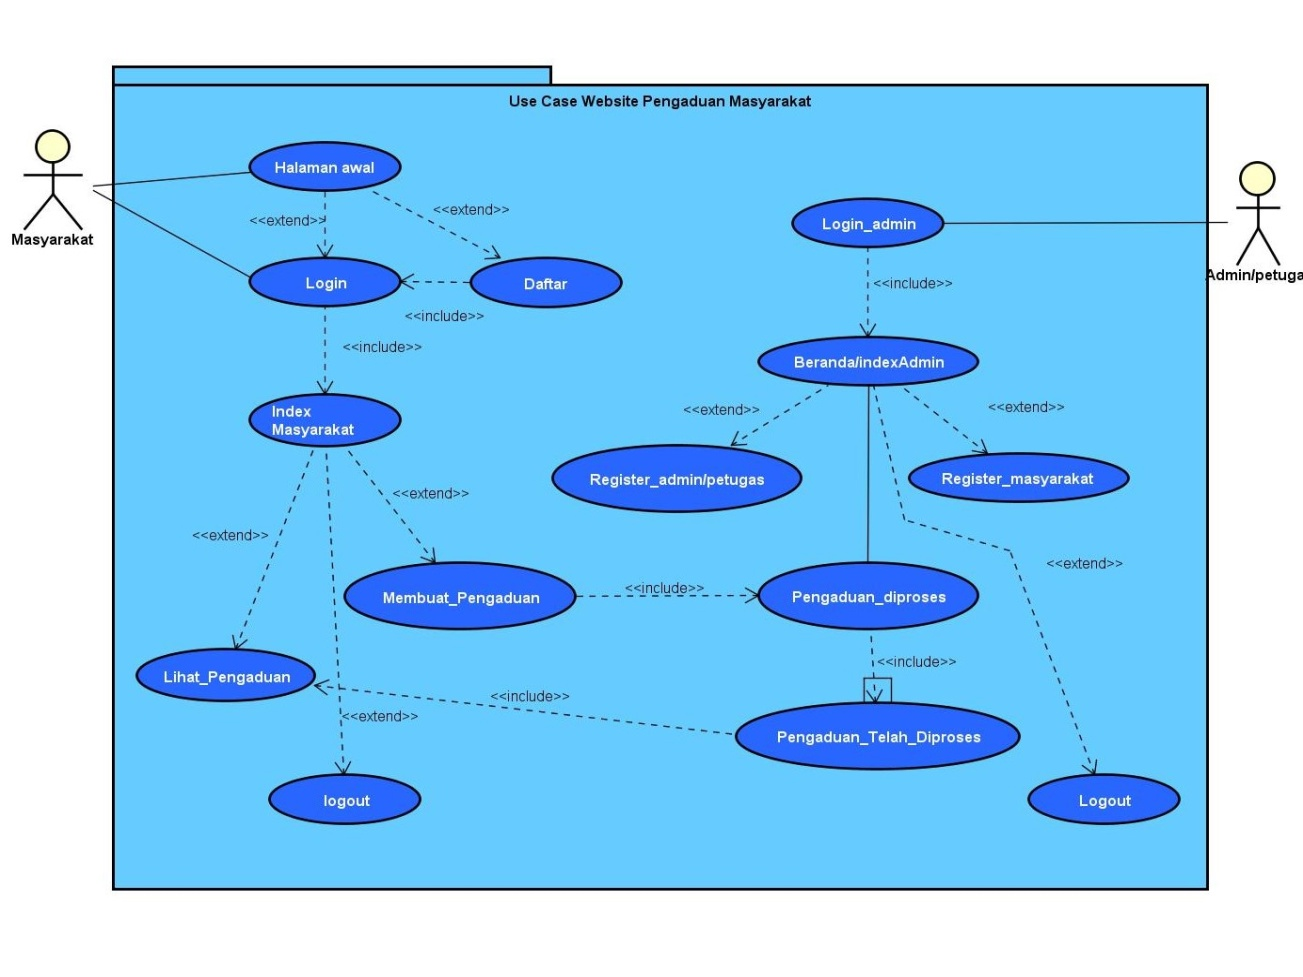 Use Case Website Pengaduan Masyarakat
Halaman awal
<<extend>>
<<extend>>
Login_admin
Masyarakat
Admin/petuga
Login
Daftar
<<include>>
<<include>>
<<include>>
Beranda/indexAdmin
Index
Masyarakat
<<extend>>
<<extend>>
Register_admin/petugas
Register_masyarakat
<<extend>>
<<extend>>
<<extend>>
Membuat_Pengaduan
<<include>>
Pengaduan_diproses
<<include>>
Lihat_Pengaduan
<<include>>
<<extend>>
Pengaduan_Telah_Diproses
logout
Logout